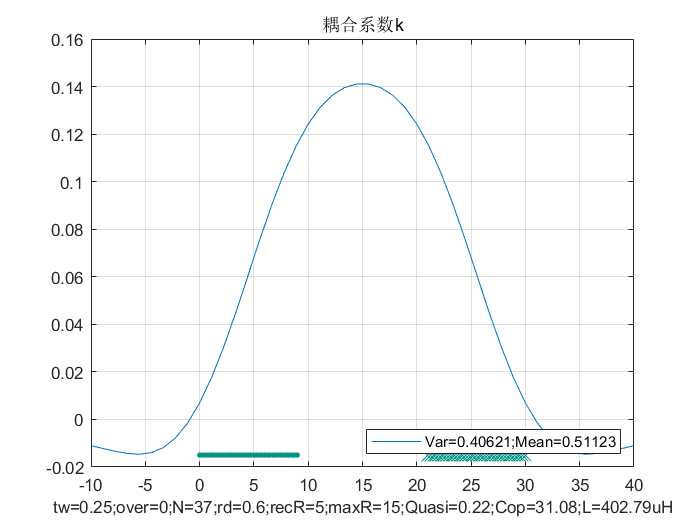 耦合系数k
0.16
0.14
0.12
0.1
0.08
0.06
0.04
0.02
0
-0.02
Var=0.40621;Mean=0.51123
-10 -5 0 5 10 15 20 25 30 35 40
tw=0.25;over=0;N=37;rd=0.6;recR=5;maxR=15;Quasi=0.22;Cop=31.08;L=402.79uH